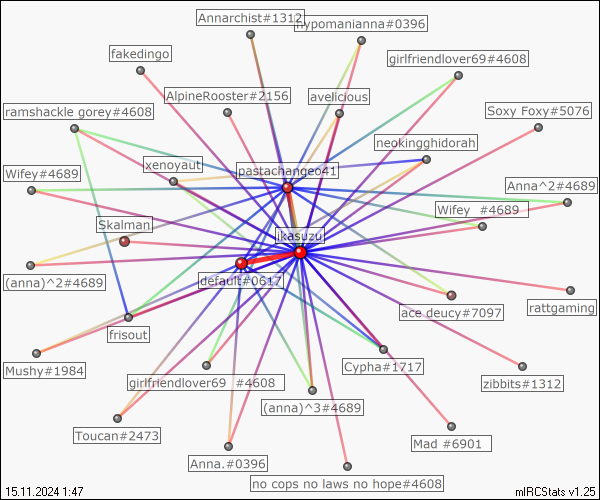 Annarchist#1312
hypomanianna#0396
fakedingo
girlfriendlover69#4608
AlpineRooster#2156
avelicious
ramshackle gorey#4608
Soxy Foxy#5076
neokingghidorah
xenoyaut
pastachangeo41
Wifey#4689
Anna^2#4689
Wifey #4689
Skalman.
ikasuzu
(anna)^2#4689
default#0617
rattgaming
ace deucy#7097
frisout
Mushy#1984
Cypha#1717
girlfriendlover69 #4608
zibbits#1312
(anna)^3#4689
Toucan#2473
Mad #6901
Anna.#0396
no cops no laws no hope#4608
15.11.2024 1:47
mIRCStats v1.25